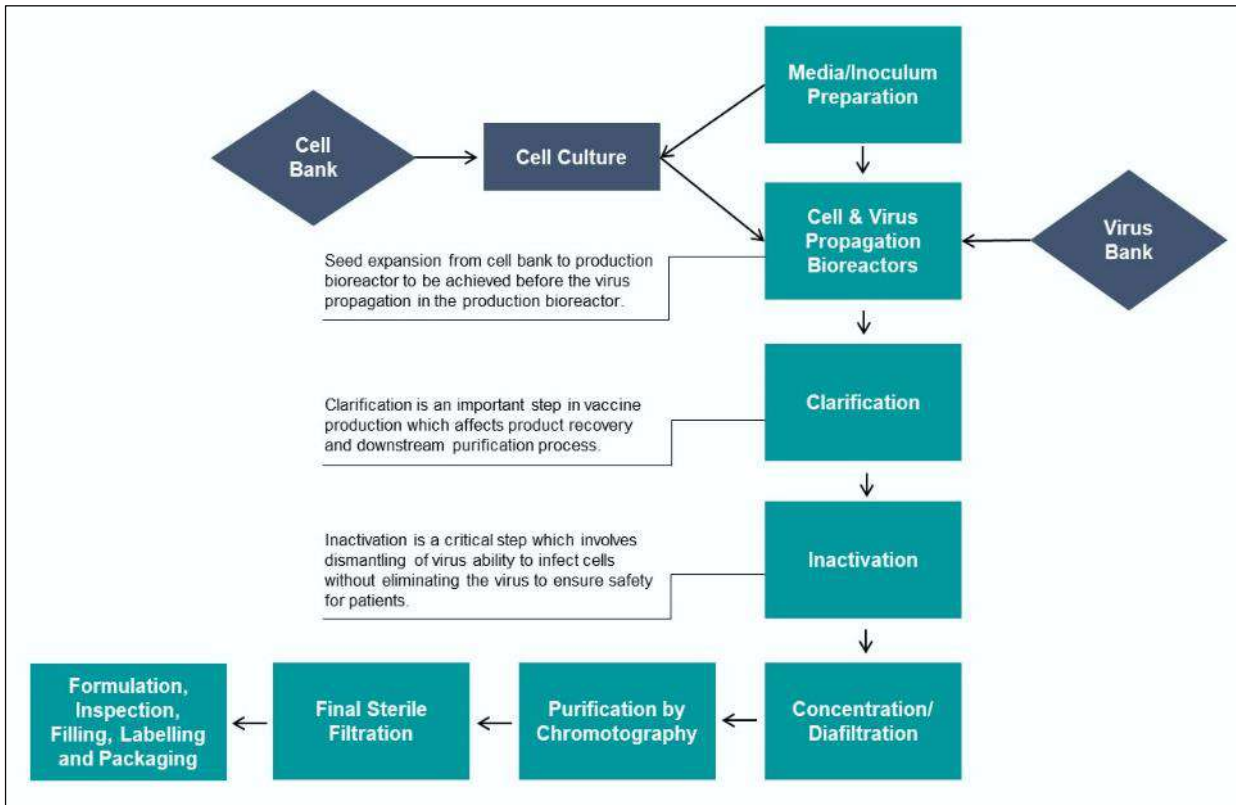 Media/Inoculum
Preparation
Cell
Bank
Cell Culture
Cell & Virus
Propagation
Bioreactors
Virus
Bank
Seed expansion from cell bank to production
bioreactor to be achieved before the virus
propagation in the production bioreactor.
Clarification
Clarification is an important step in vaccine
production which affects product recovery
and downstream purification process.
Inactivation
Inactivation is a critical step which involves
dismantling of virus ability to infect cells
without eliminating the virus to ensure safety
for patients.
Concentration/
Diafiltration
Purification by
Chromotography
Final Sterile
Filtration
Formulation,
Inspection,
Filling, Labelling
and Packaging